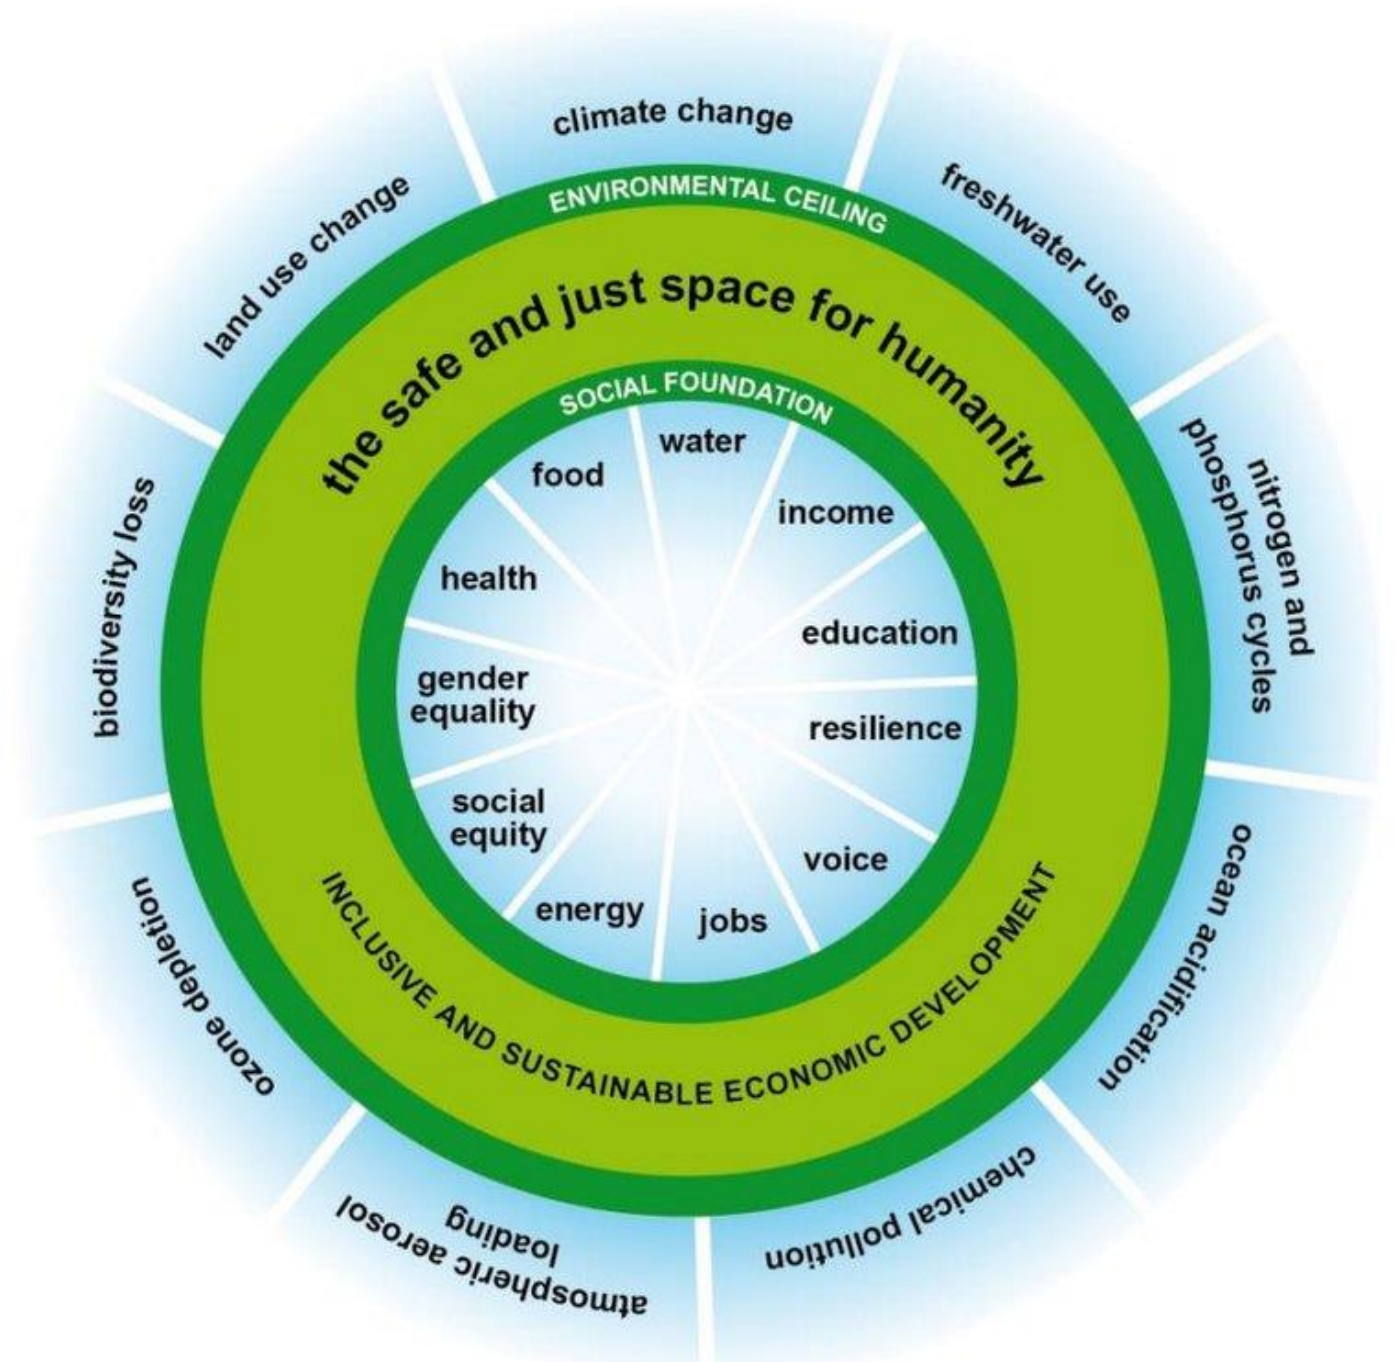 climate change
freshwater use
nitrogen and
phosphorus cycles
ocean acidification
chemical pollution
atmospheric aerosol
loading
ozone depletion
biodiversity loss
land use change
ENVIRONMENTAL CEILING
the safe and just space for humanity
SOCIAL FOUNDATION
water
income
education
resilience
voice
jobs
energy
social
equity
gender
equality
health
food
INCLUSIVE AND SUSTAINABLE ECONOMIC DEVELOPMENT